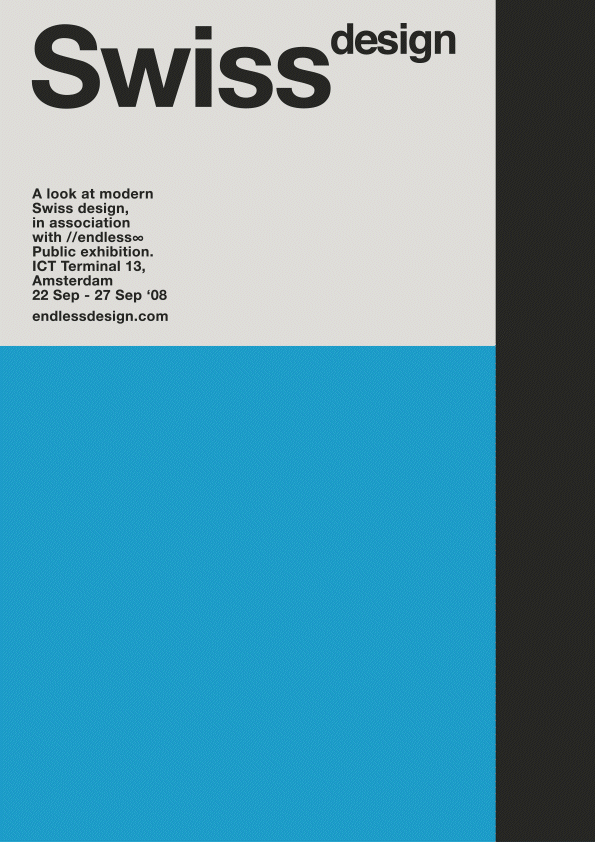 Swiss design
A look at modern
Swiss design,
in association
with //endless∞
Public exhibition.
ICT Terminal 13,
Amsterdam
22 Sep - 27 Sep ‘08
endlessdesign.com